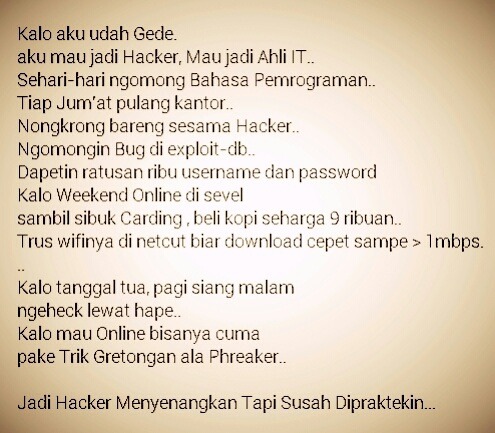 Kalo aku udah Gede.
aku mau jadi Hacker, Mau jadi Ahli IT..
Sehari-hari ngomong Bahasa Pemrograman..
Tiap Jum'at pulang kantor..
Nongkrong bareng sesama Hacker..
Ngomongin Bug di exploit-db..
Dapetin ratusan ribu username dan password
Kalo Weekend Online di sevel
sambil sibuk Carding , beli kopi seharga 9 ribuan..
Trus wifinya di netcut biar download cepet sampe > 1mbps.
..
Kalo tanggal tua, pagi siang malam
ngeheck lewat hape..
Kalo mau Online bisanya cuma
pake Trik Gretongan ala Phreaker..
Jadi Hacker Menyenangkan Tapi Susah Dipraktekin...